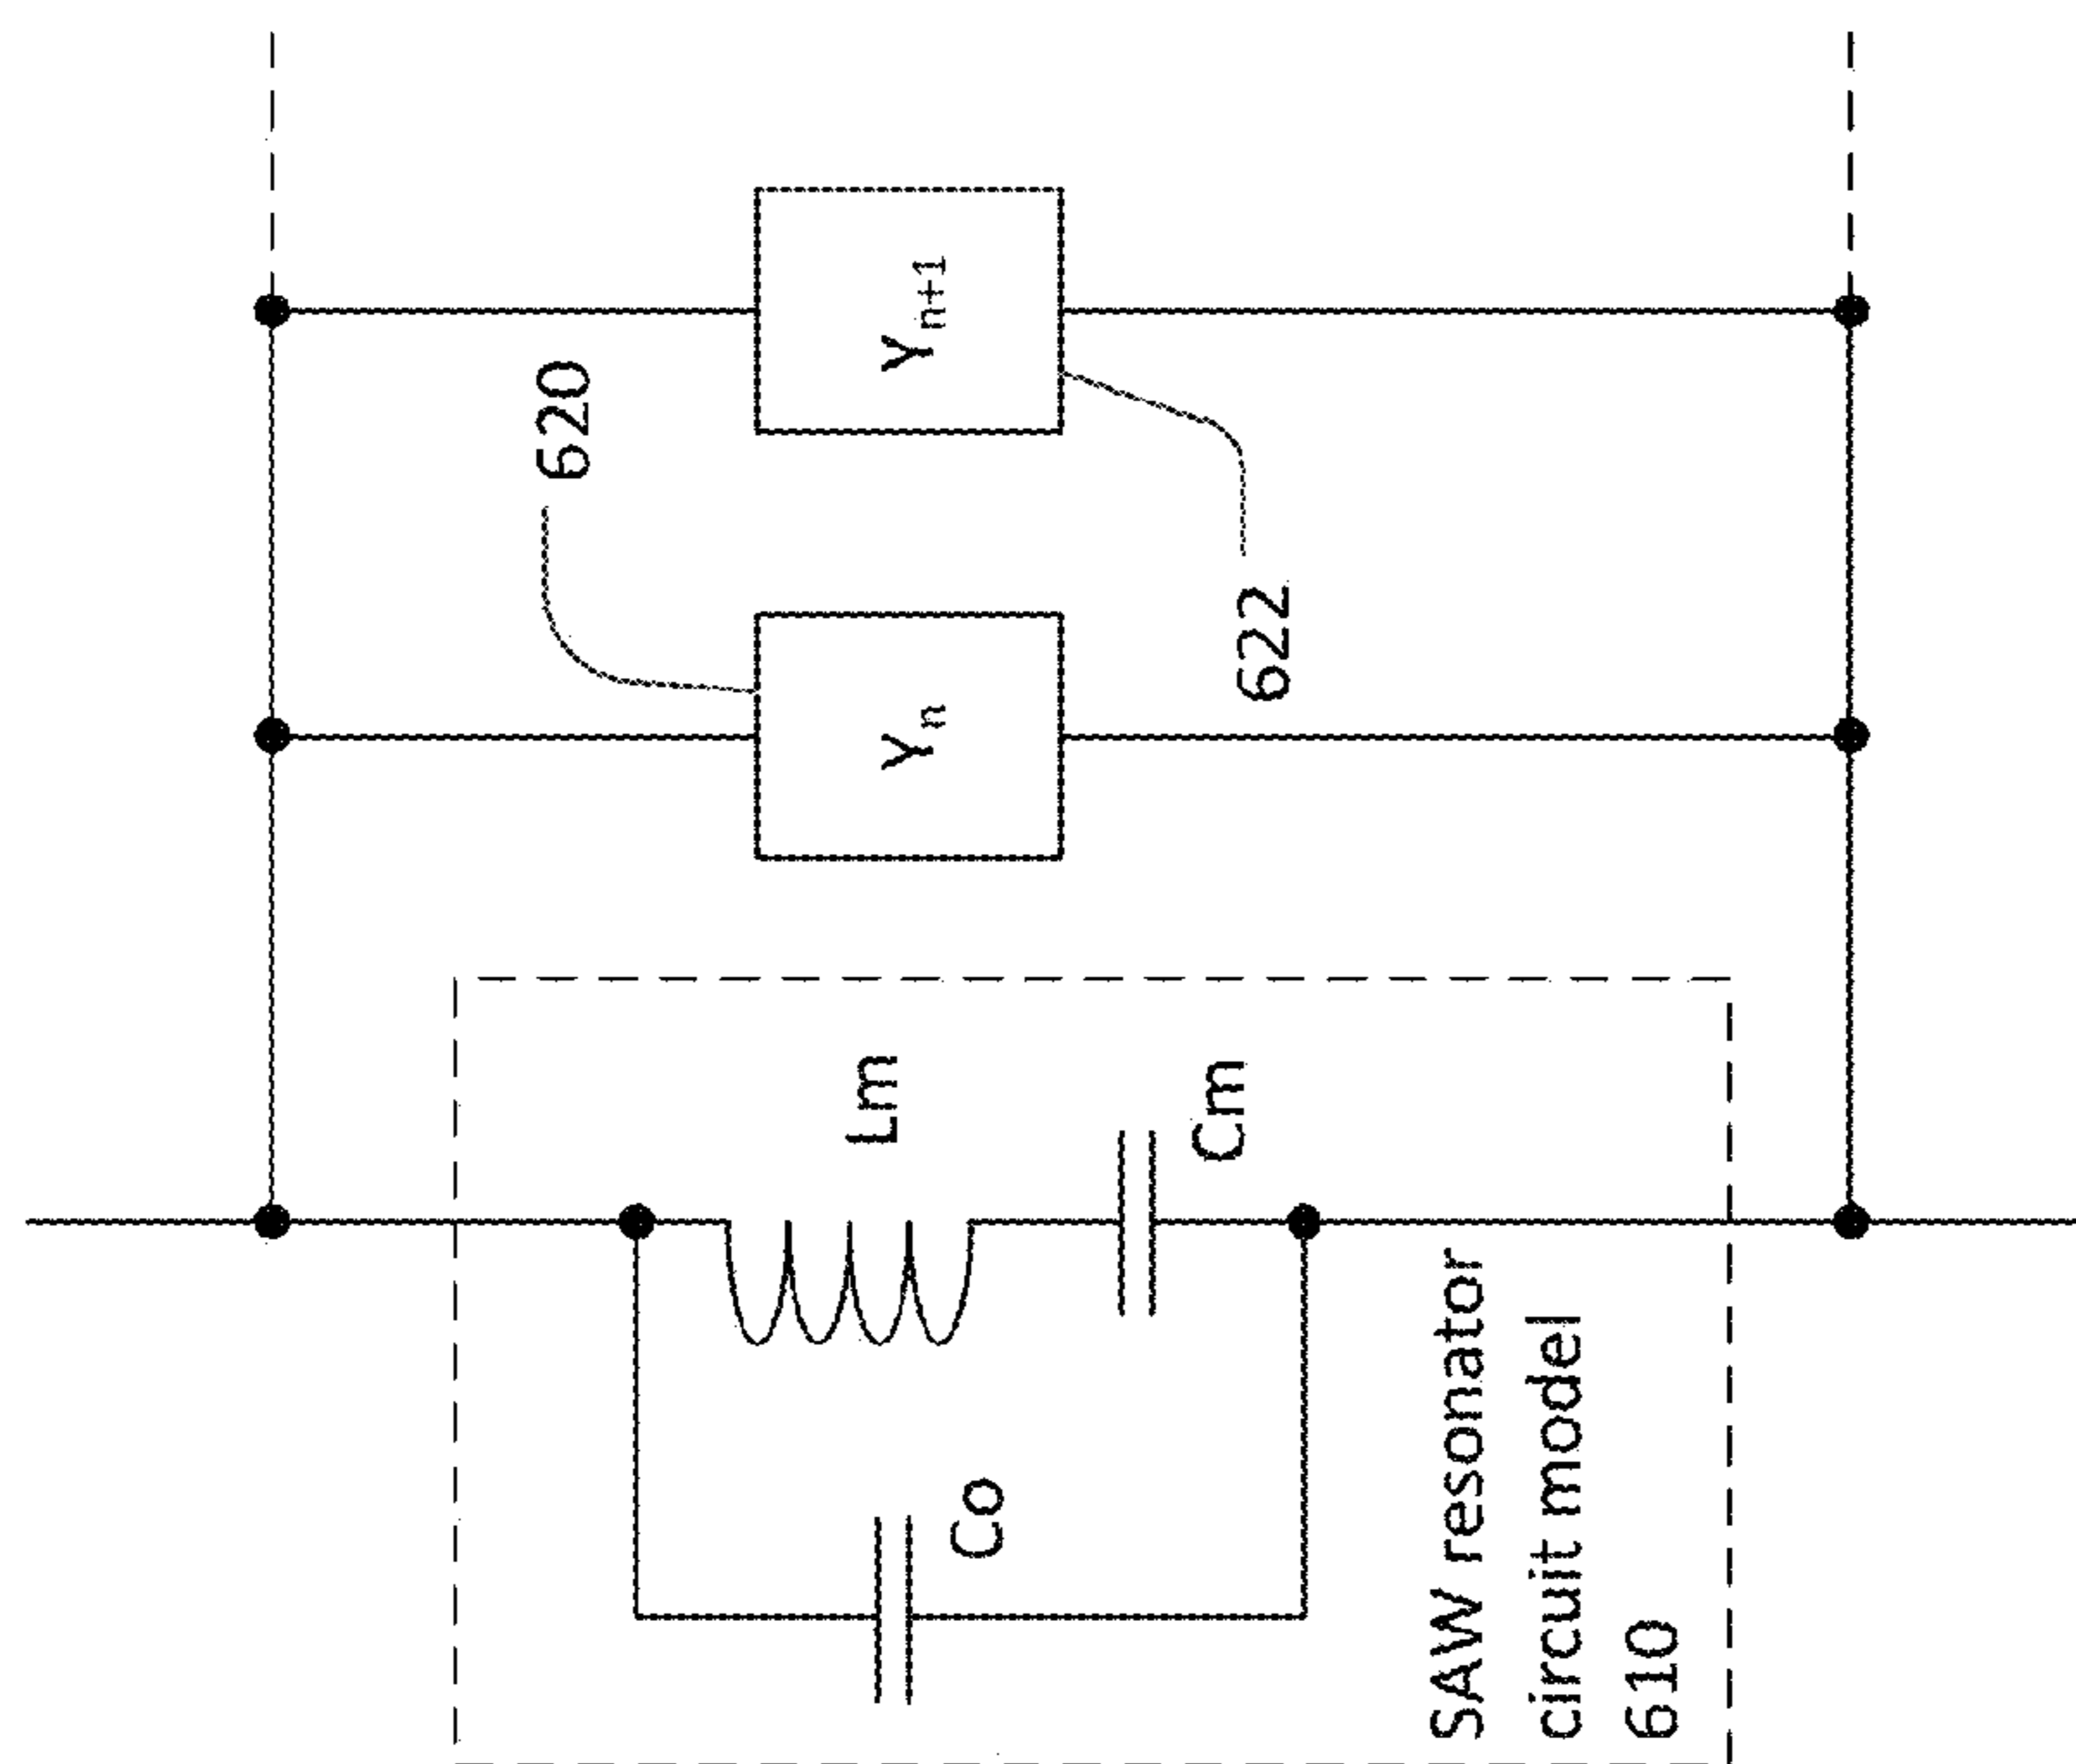 SAW resonator
circuit model
610
Co
Lm
Cm
Yn
620
Yn+1
622